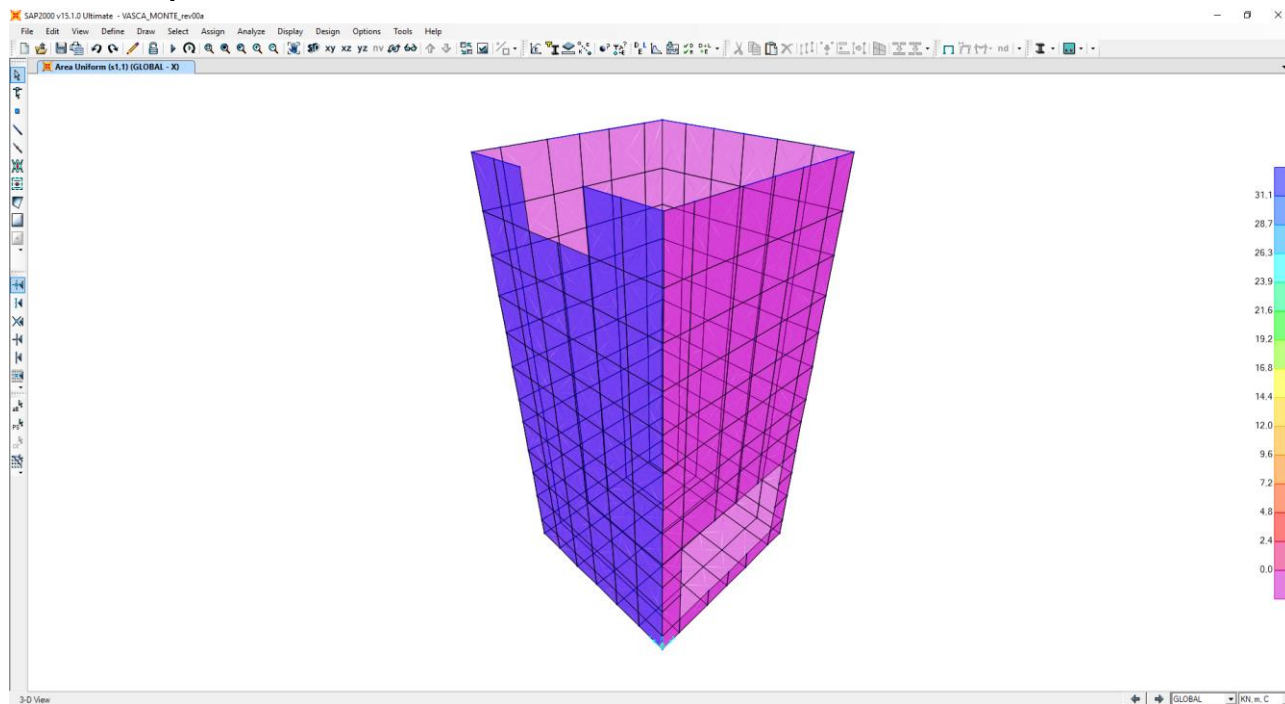 SAP2000 v15.1.0 Ultimate - VASCA_MONTE_rev00a
File Edit View Define Draw Select Assign Analyze Display Design Options Tools Help
xy xz yz nv nd
Area Uniform (s1,1) (GLOBAL - X)
31.1
28.7
26.3
23.9
21.6
19.2
16.8
14.4
12.0
9.6
7.2
4.8
2.4
0.0
3-D View
GLOBAL
KN, m, C